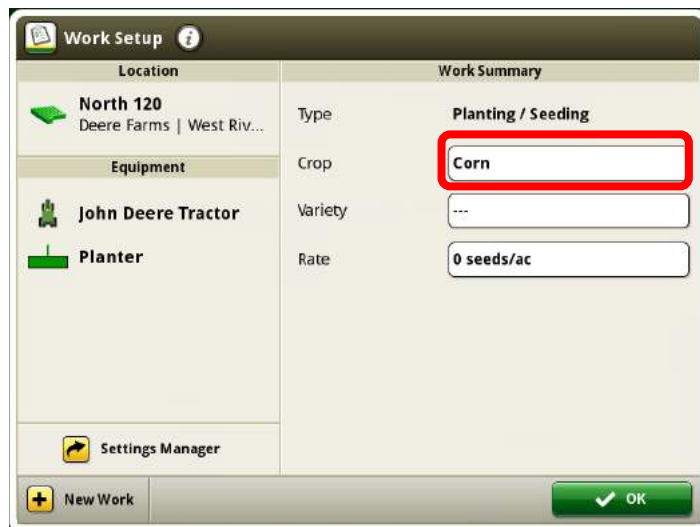 Work Setup
Location
North 120
Deere Farms | West Riv...
Equipment
John Deere Tractor
Planter
Settings Manager
New Work
Work Summary
Type Planting / Seeding
Crop Corn
Variety ---
Rate 0 seeds/ac
OK